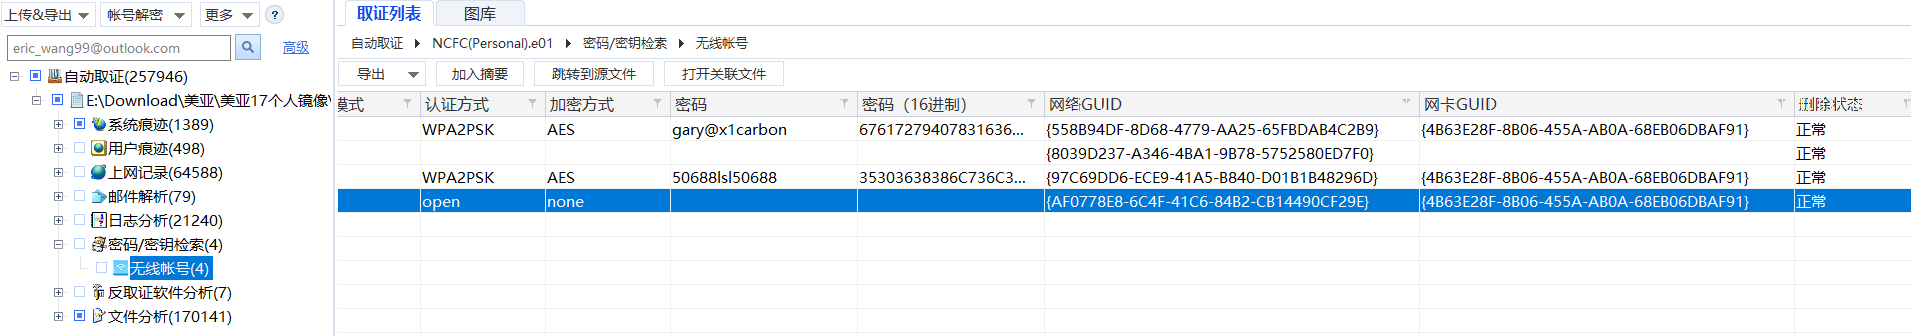 上传&导出 帐号解密 更多 ?
eric_wang99@outlook.com 高级
自动取证(257946)
E:\Download\美亚\美亚17个人镜像\
系统痕迹(1389)
用户痕迹(498)
上网记录(64588)
邮件解析(79)
日志分析(21240)
密码/密钥检索(4)
无线帐号(4)
反取证软件分析(7)
文件分析(170141)
取证列表 图库
自动取证 NCFC(Personal).e01 密码/密钥检索 无线帐号
导出 加入摘要 跳转到源文件 打开关联文件
模式 认证方式 加密方式 密码 密码（16进制） 网络GUID 网卡GUID 删除状态
WPA2PSK AES gary@x1carbon 67617279407831636... {558B94DF-8D68-4779-AA25-65FBDAB4C2B9} {4B63E28F-8B06-455A-AB0A-68EB06DBAF91} 正常
{8039D237-A346-4BA1-9B78-5752580ED7F0} 正常
WPA2PSK AES 50688lsl50688 35303638386C736C3... {97C69DD6-ECE9-41A5-B840-D01B1B48296D} {4B63E28F-8B06-455A-AB0A-68EB06DBAF91} 正常
open none {AF0778E8-6C4F-41C6-84B2-CB14490CF29E} {4B63E28F-8B06-455A-AB0A-68EB06DBAF91} 正常